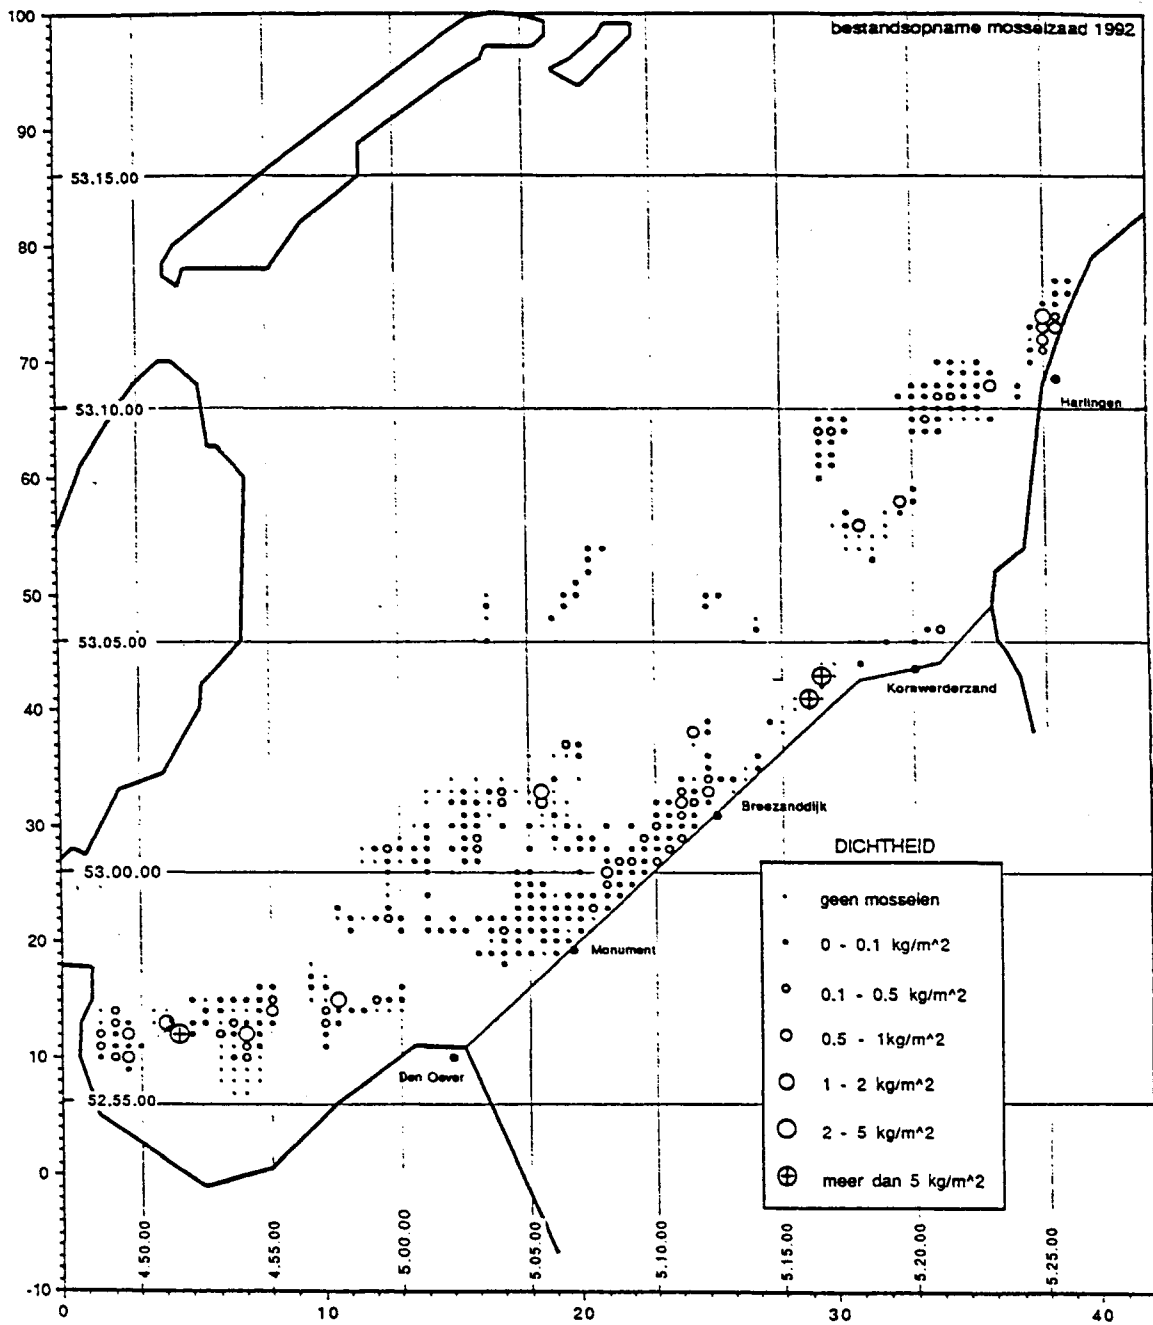 bestandsopname mosselzaad 1992
100
90
53.15.00
80
70
53.10.00
Harlingen
60
50
53.05.00
Kornwerderzand
40
Breezanddijk
30
DICHTHEID
53.00.00
geen mosselen
20
Monument
0 - 0.1 kg/m^2
0.1 - 0.5 kg/m^2
0.5 - 1kg/m^2
10
Den Oever
1 - 2 kg/m^2
52.55.00
2 - 5 kg/m^2
0
meer dan 5 kg/m^2
4.50.00
4.55.00
5.00.00
5.05.00
5.10.00
5.15.00
5.20.00
5.25.00
-10
0
10
20
30
40